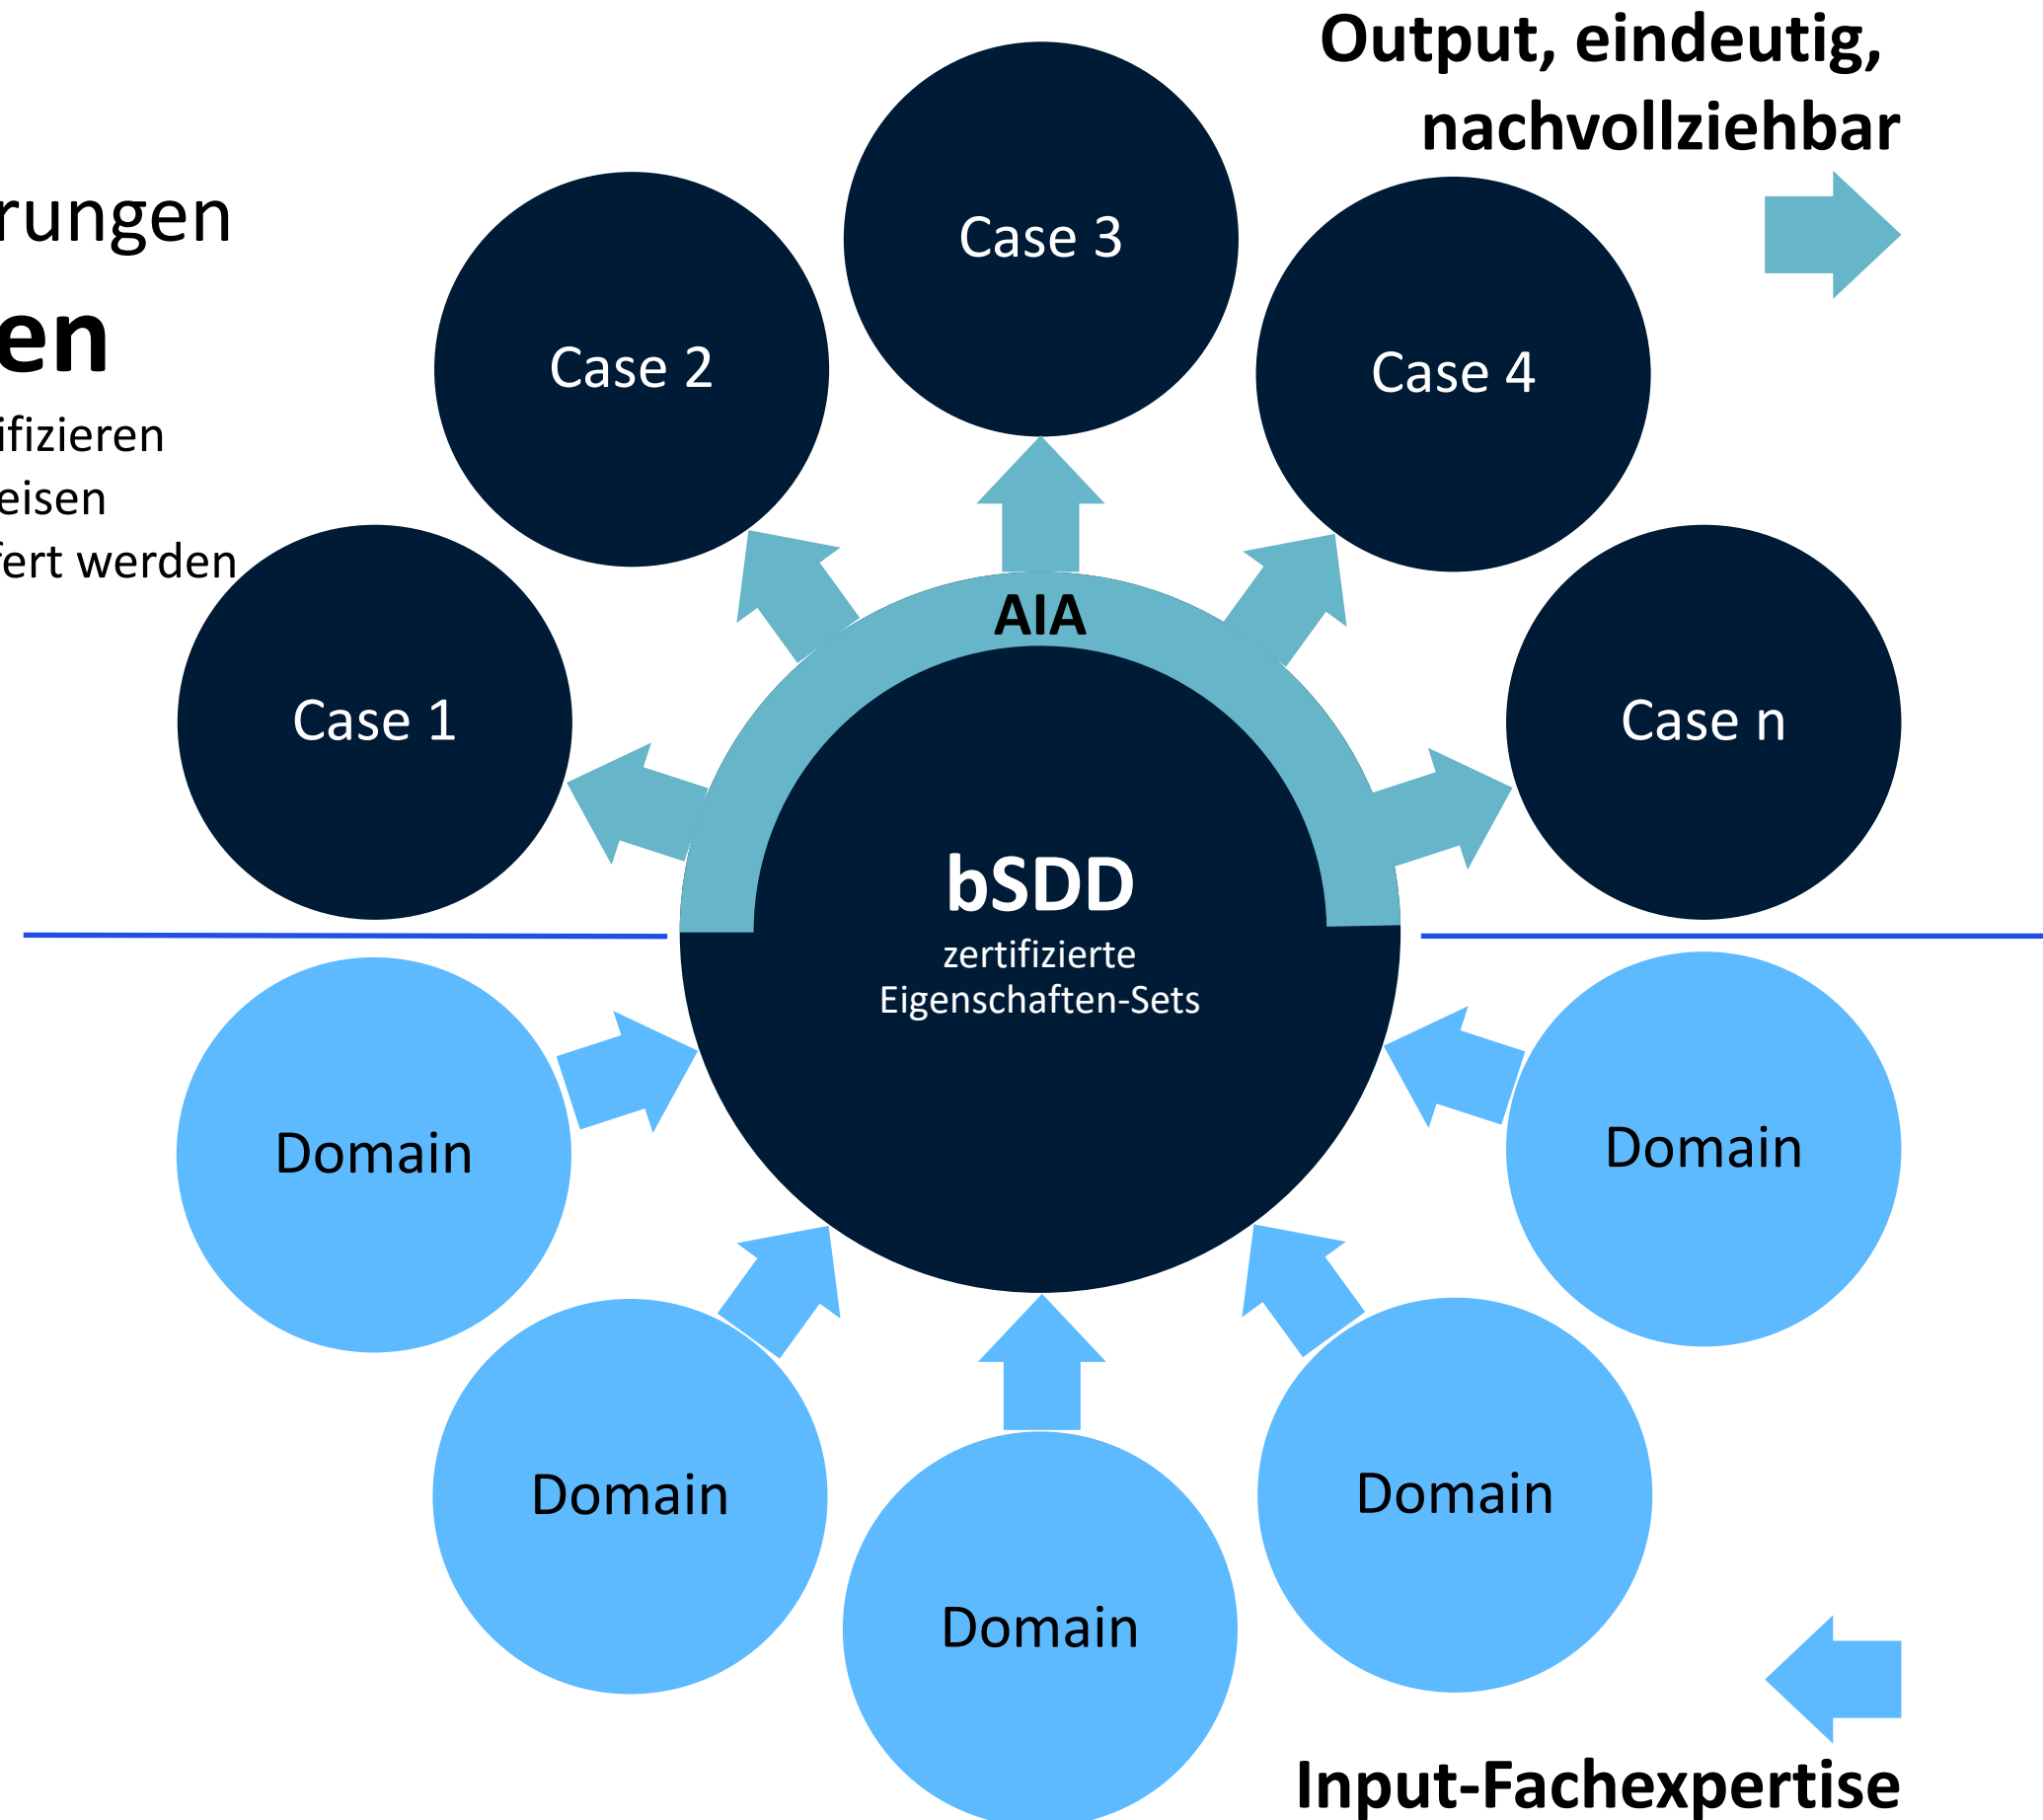 Output, eindeutig,
nachvollziehbar
rungen
en
ifizieren
eisen
fert werden
Case 3
Case 2
Case 4
Case 1
Case n
AIA
bSDD
zertifizierte
Eigenschaften-Sets
Domain
Domain
Domain
Domain
Domain
Input-Fachexpertise